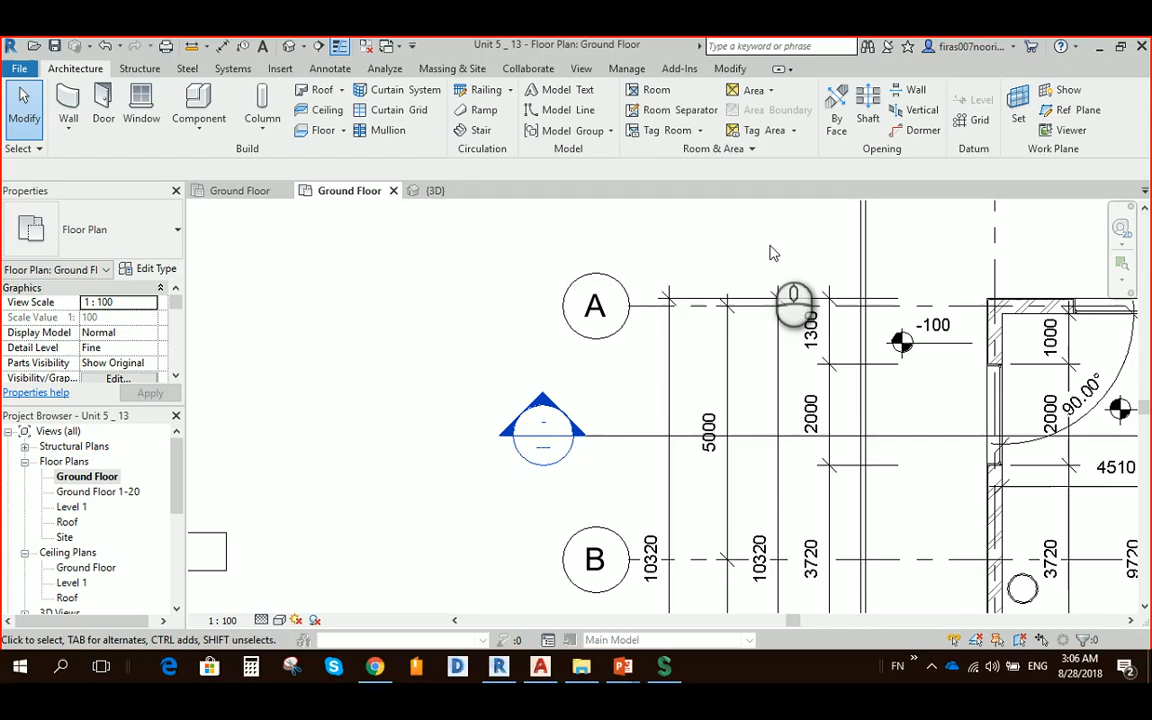 Unit 5 _ 13 - Floor Plan: Ground Floor
Type a keyword or phrase
firas007noori...
File Architecture Structure Steel Systems Insert Annotate Analyze Massing & Site Collaborate View Manage Add-Ins Modify
Modify
Wall
Door
Window
Component
Column
Roof
Ceiling
Floor
Curtain System
Curtain Grid
Mullion
Railing
Ramp
Stair
Model Text
Model Line
Model Group
Room
Room Separator
Tag Room
Area
Area Boundary
Tag Area
By Face
Shaft
Wall
Vertical
Dormer
Level
Grid
Set
Show
Ref Plane
Viewer
Select Build Circulation Model Room & Area Opening Datum Work Plane
Properties
Ground Floor
Ground Floor
{3D}
Floor Plan
Floor Plan: Ground Fl
Edit Type
Graphics
View Scale 1 : 100
Scale Value 1: 100
Display Model Normal
Detail Level Fine
Parts Visibility Show Original
Visibility/Grap... Edit...
Properties help
Apply
Project Browser - Unit 5 _ 13
Views (all)
Structural Plans
Floor Plans
Ground Floor
Ground Floor 1-20
Level 1
Roof
Site
Ceiling Plans
Ground Floor
Level 1
Roof
3D Views
A
B
10320
5000
10320
1300
2000
3720
-100
1000
2000
90.00°
4510
3720
9720
2D
1 : 100
Click to select, TAB for alternates, CTRL adds, SHIFT unselects.
:0
Main Model
:0
FN
ENG
3:06 AM
8/28/2018
2